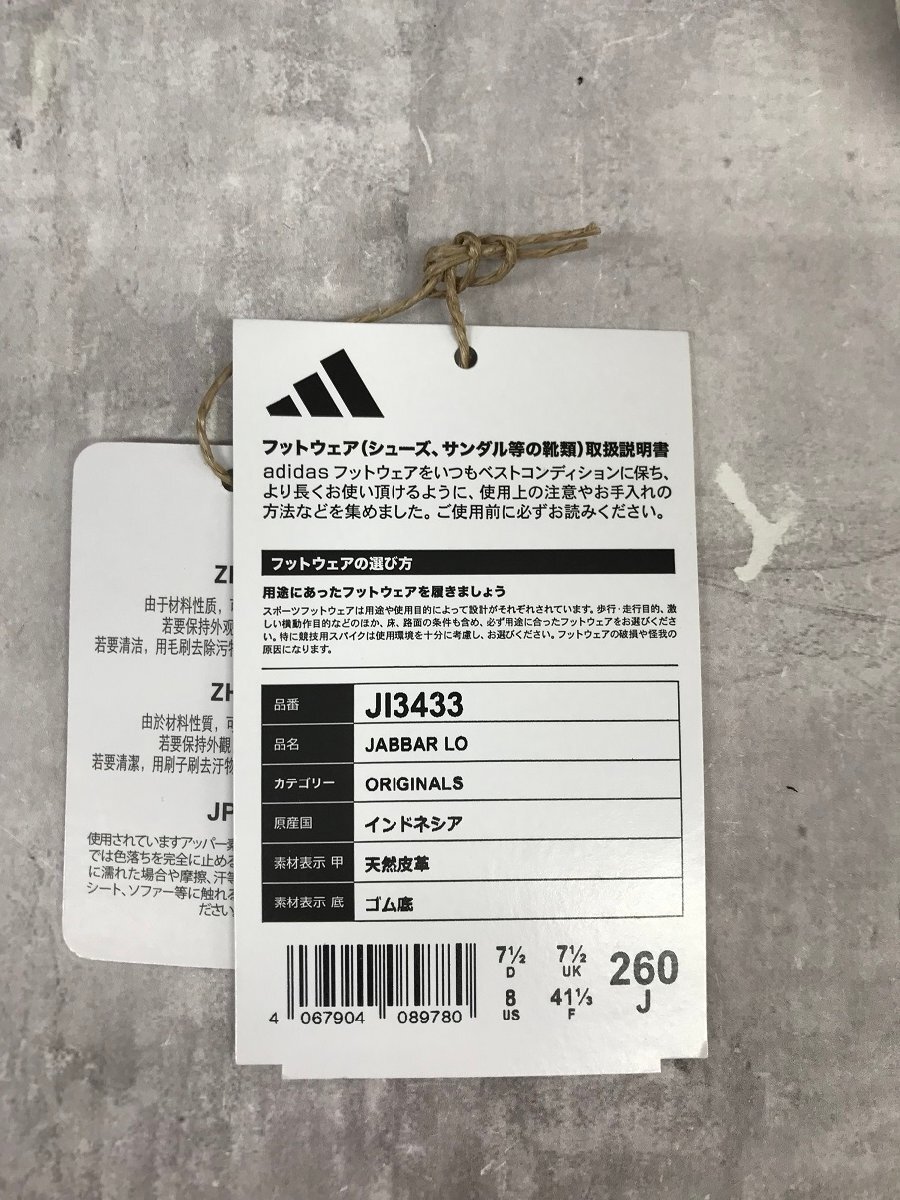 フットウェア(シューズ、サンダル等の靴類)取扱説明書
adidas フットウェアをいつもベストコンディションに保ち、
より長くお使い頂けるように、使用上の注意やお手入れの
方法などを集めました。ご使用前に必ずお読みください。
フットウェアの選び方
用途にあったフットウェアを履きましょう
スポーツフットウェアは用途や使用目的によって設計がそれぞれされています。歩行・走行目的、激
しい横動作目的などのほか、床、路面の条件も含め、必ず用途に合ったフットウェアをお選びくださ
い。特に競技用スパイクは使用環境を十分に考慮し、お選びください。フットウェアの破損や怪我の
原因になります。
品番 JI3433
品名 JABBAR LO
カテゴリー ORIGINALS
原産国 インドネシア
素材表示 甲 天然皮革
素材表示 底 ゴム底
4 067904 089780
7½ D 7½ UK
8 US 41⅓ F
260 J
由于材料性质，
若要保持外观
若要清洁，用毛刷去除污
ZH
由於材料性質，可
若要保持外觀
若要清潔，用刷子刷去汙物
JP
使用されていますアッパー
では色落ちを完全に止める
に濡れた場合や摩擦、汗等
シート、ソファー等に触れる
ださい